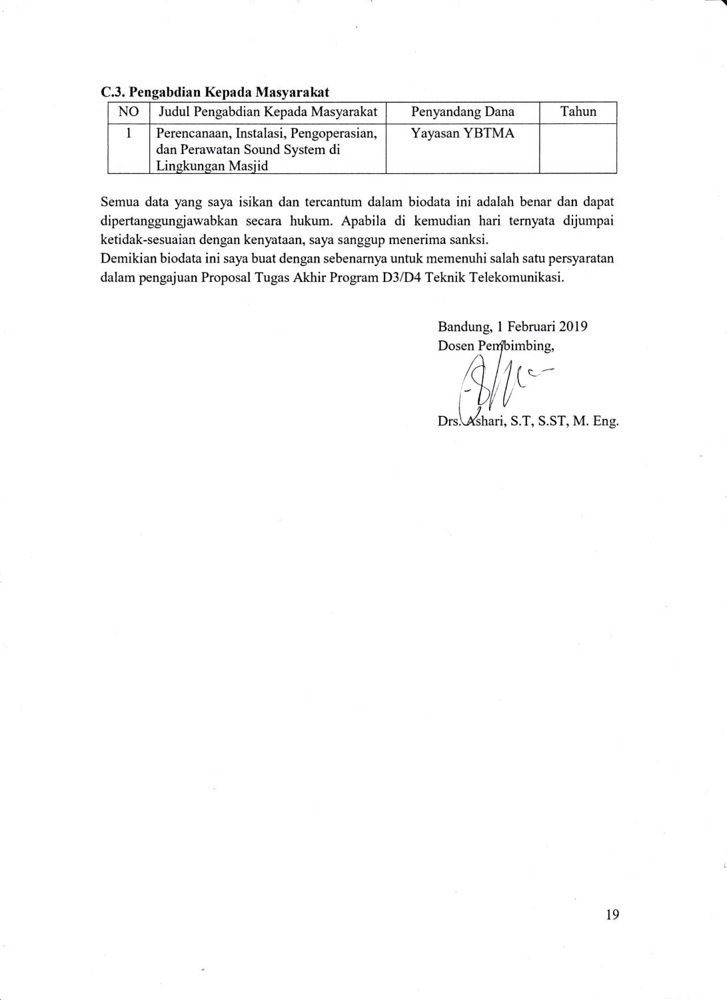 C.3. Pengabdian Kepada Masyarakat
NO Judul Pengabdian Kepada Masyarakat Penyandang Dana Tahun
1 Perencanaan, Instalasi, Pengoperasian, Yayasan YBTMA
dan Perawatan Sound System di
Lingkungan Masjid
Semua data yang saya isikan dan tercantum dalam biodata ini adalah benar dan dapat
dipertanggungjawabkan secara hukum. Apabila di kemudian hari ternyata dijumpai
ketidak-sesuaian dengan kenyataan, saya sanggup menerima sanksi.
Demikian biodata ini saya buat dengan sebenarnya untuk memenuhi salah satu persyaratan
dalam pengajuan Proposal Tugas Akhir Program D3/D4 Teknik Telekomunikasi.
Bandung, 1 Februari 2019
Dosen Pembimbing,
Drs. Ashari, S.T, S.ST, M. Eng.
19